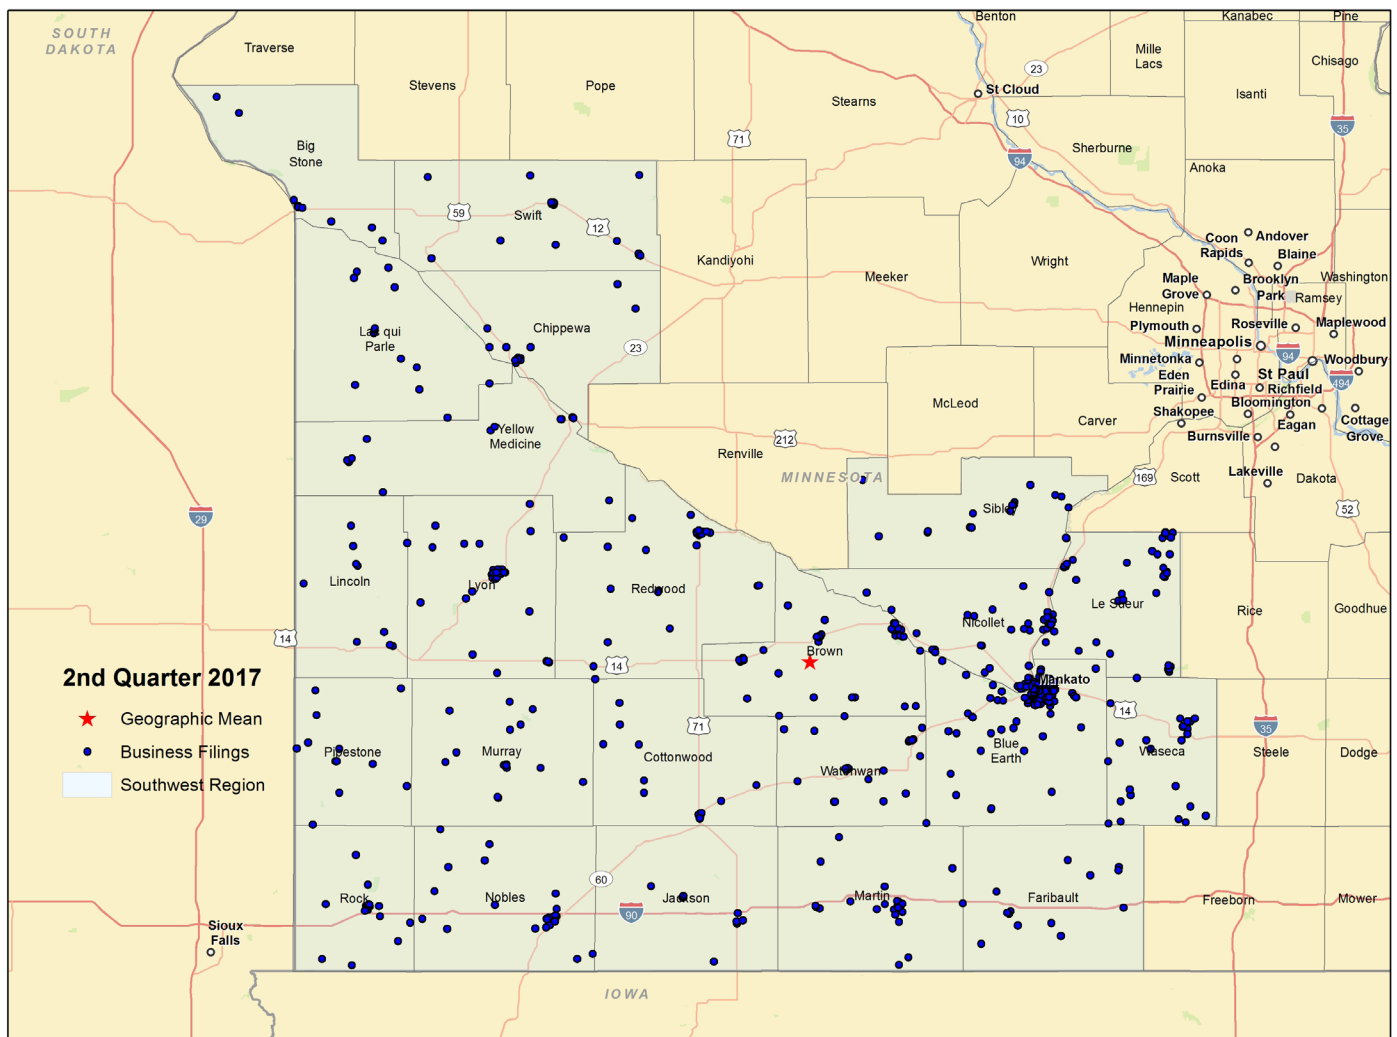 SOUTH
DAKOTA
Traverse
Stevens
Pope
Stearns
Benton
Mille
Lacs
Kanabec
Pine
Chisago
Isanti
Sherburne
Anoka
St Cloud
23
10
94
35
71
Big
Stone
59
Swift
12
Kandiyohi
Meeker
Wright
Coon
Rapids
Andover
Blaine
Maple
Grove
Brooklyn
Park
Washington
Ramsey
Hennepin
Plymouth
Roseville
Maplewood
Minneapolis
94
Minnetonka
Woodbury
Eden
Prairie
Edina
St Paul
Richfield
494
Bloomington
Shakopee
Eagan
Cottage
Grove
Burnsville
Lakeville
Lac qui
Parle
Chippewa
23
McLeod
Carver
Yellow
Medicine
212
Renville
MINNESOTA
169
Scott
Dakota
52
29
Sibley
Lincoln
Lyon
Redwood
Nicollet
Le Sueur
Rice
Goodhue
14
14
Brown
Mankato
14
2nd Quarter 2017
Geographic Mean
Business Filings
Southwest Region
71
35
Pipestone
Murray
Cottonwood
Watonwan
Blue
Earth
Waseca
Steele
Dodge
60
90
Rock
Nobles
Jackson
Martin
Faribault
Freeborn
Mower
Sioux
Falls
IOWA